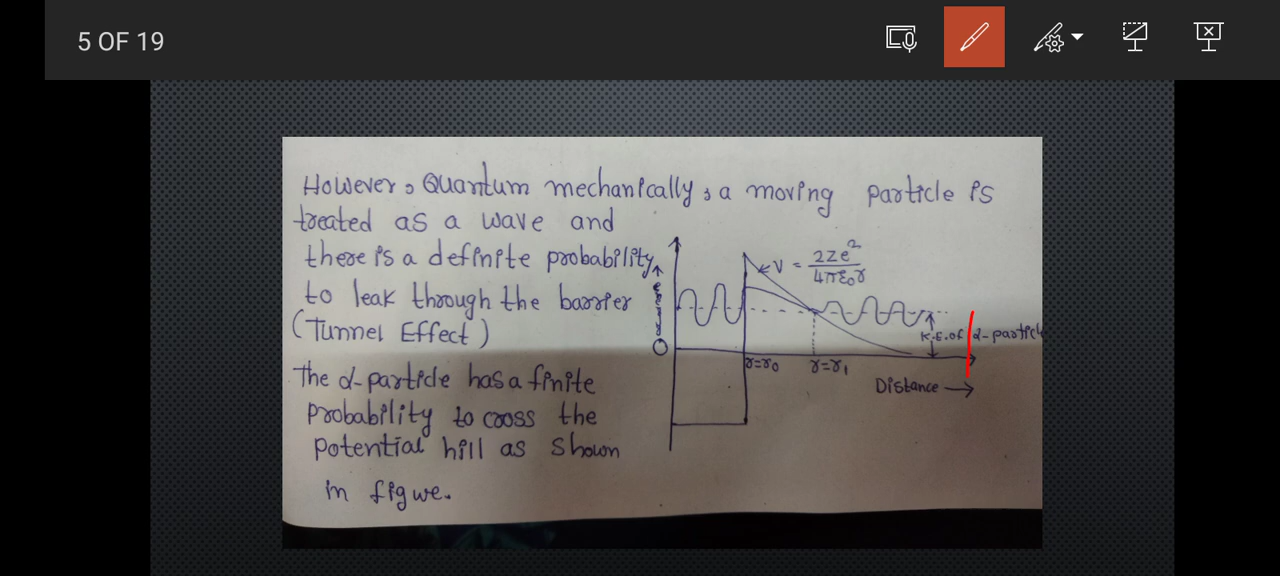 5 OF 19
However, Quantum mechanically, a moving particle is
treated as a wave and
there is a definite probability
to leak through the barrier
(Tunnel Effect)
The α-particle has a finite
probability to cross the
potential hill as shown
in figure.
V = 2Ze²/4πε₀r
K.E. of α-particle
r=r₀
r=r₁
Distance →